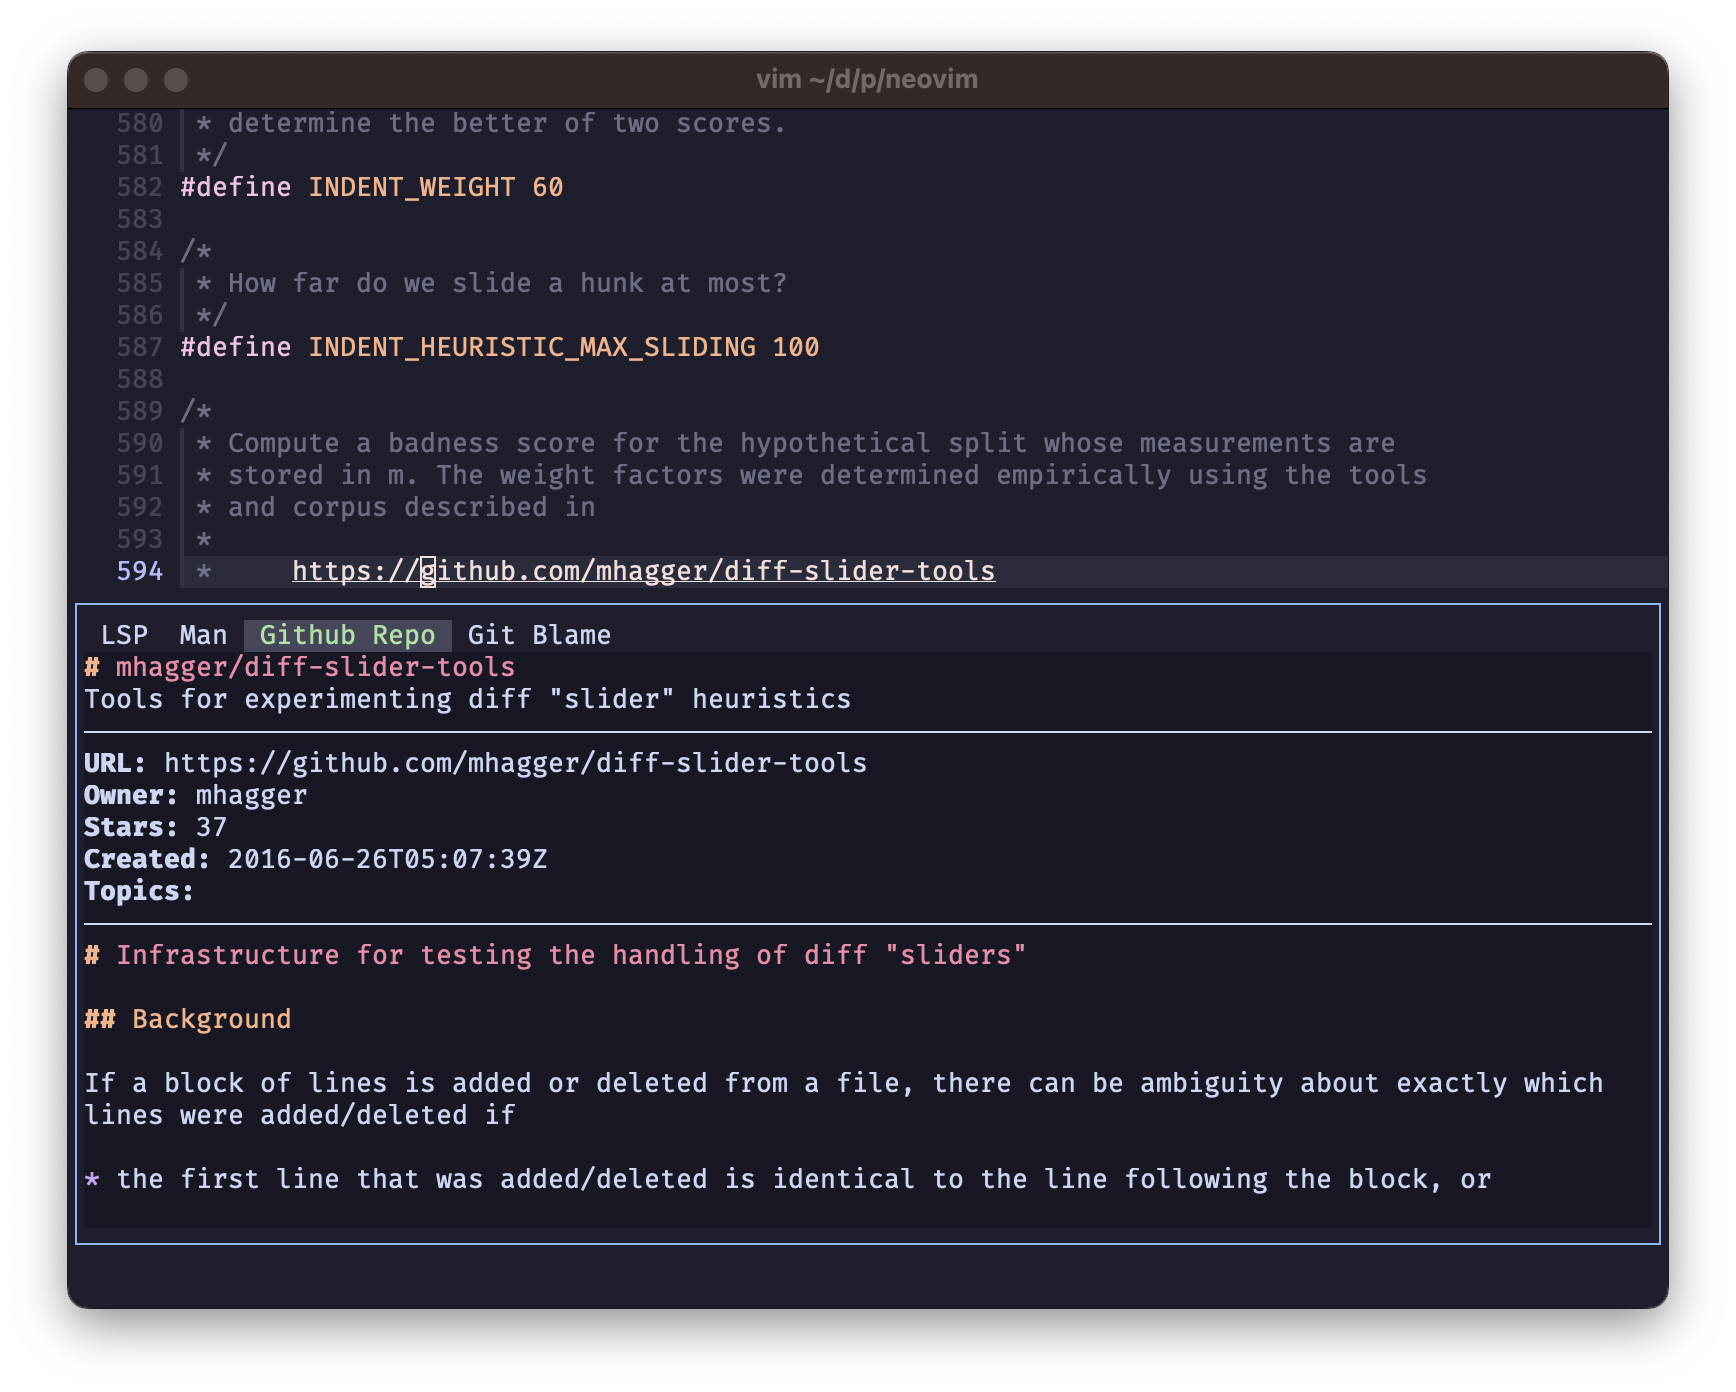 vim ~/d/p/neovim
580 * determine the better of two scores.
581 */
582 #define INDENT_WEIGHT 60
583
584 /*
585 * How far do we slide a hunk at most?
586 */
587 #define INDENT_HEURISTIC_MAX_SLIDING 100
588
589 /*
590 * Compute a badness score for the hypothetical split whose measurements are
591 * stored in m. The weight factors were determined empirically using the tools
592 * and corpus described in
593 *
594 *     https://github.com/mhagger/diff-slider-tools
LSP  Man  Github Repo  Git Blame
# mhagger/diff-slider-tools
Tools for experimenting diff "slider" heuristics
URL: https://github.com/mhagger/diff-slider-tools
Owner: mhagger
Stars: 37
Created: 2016-06-26T05:07:39Z
Topics:
# Infrastructure for testing the handling of diff "sliders"
## Background
If a block of lines is added or deleted from a file, there can be ambiguity about exactly which
lines were added/deleted if
* the first line that was added/deleted is identical to the line following the block, or